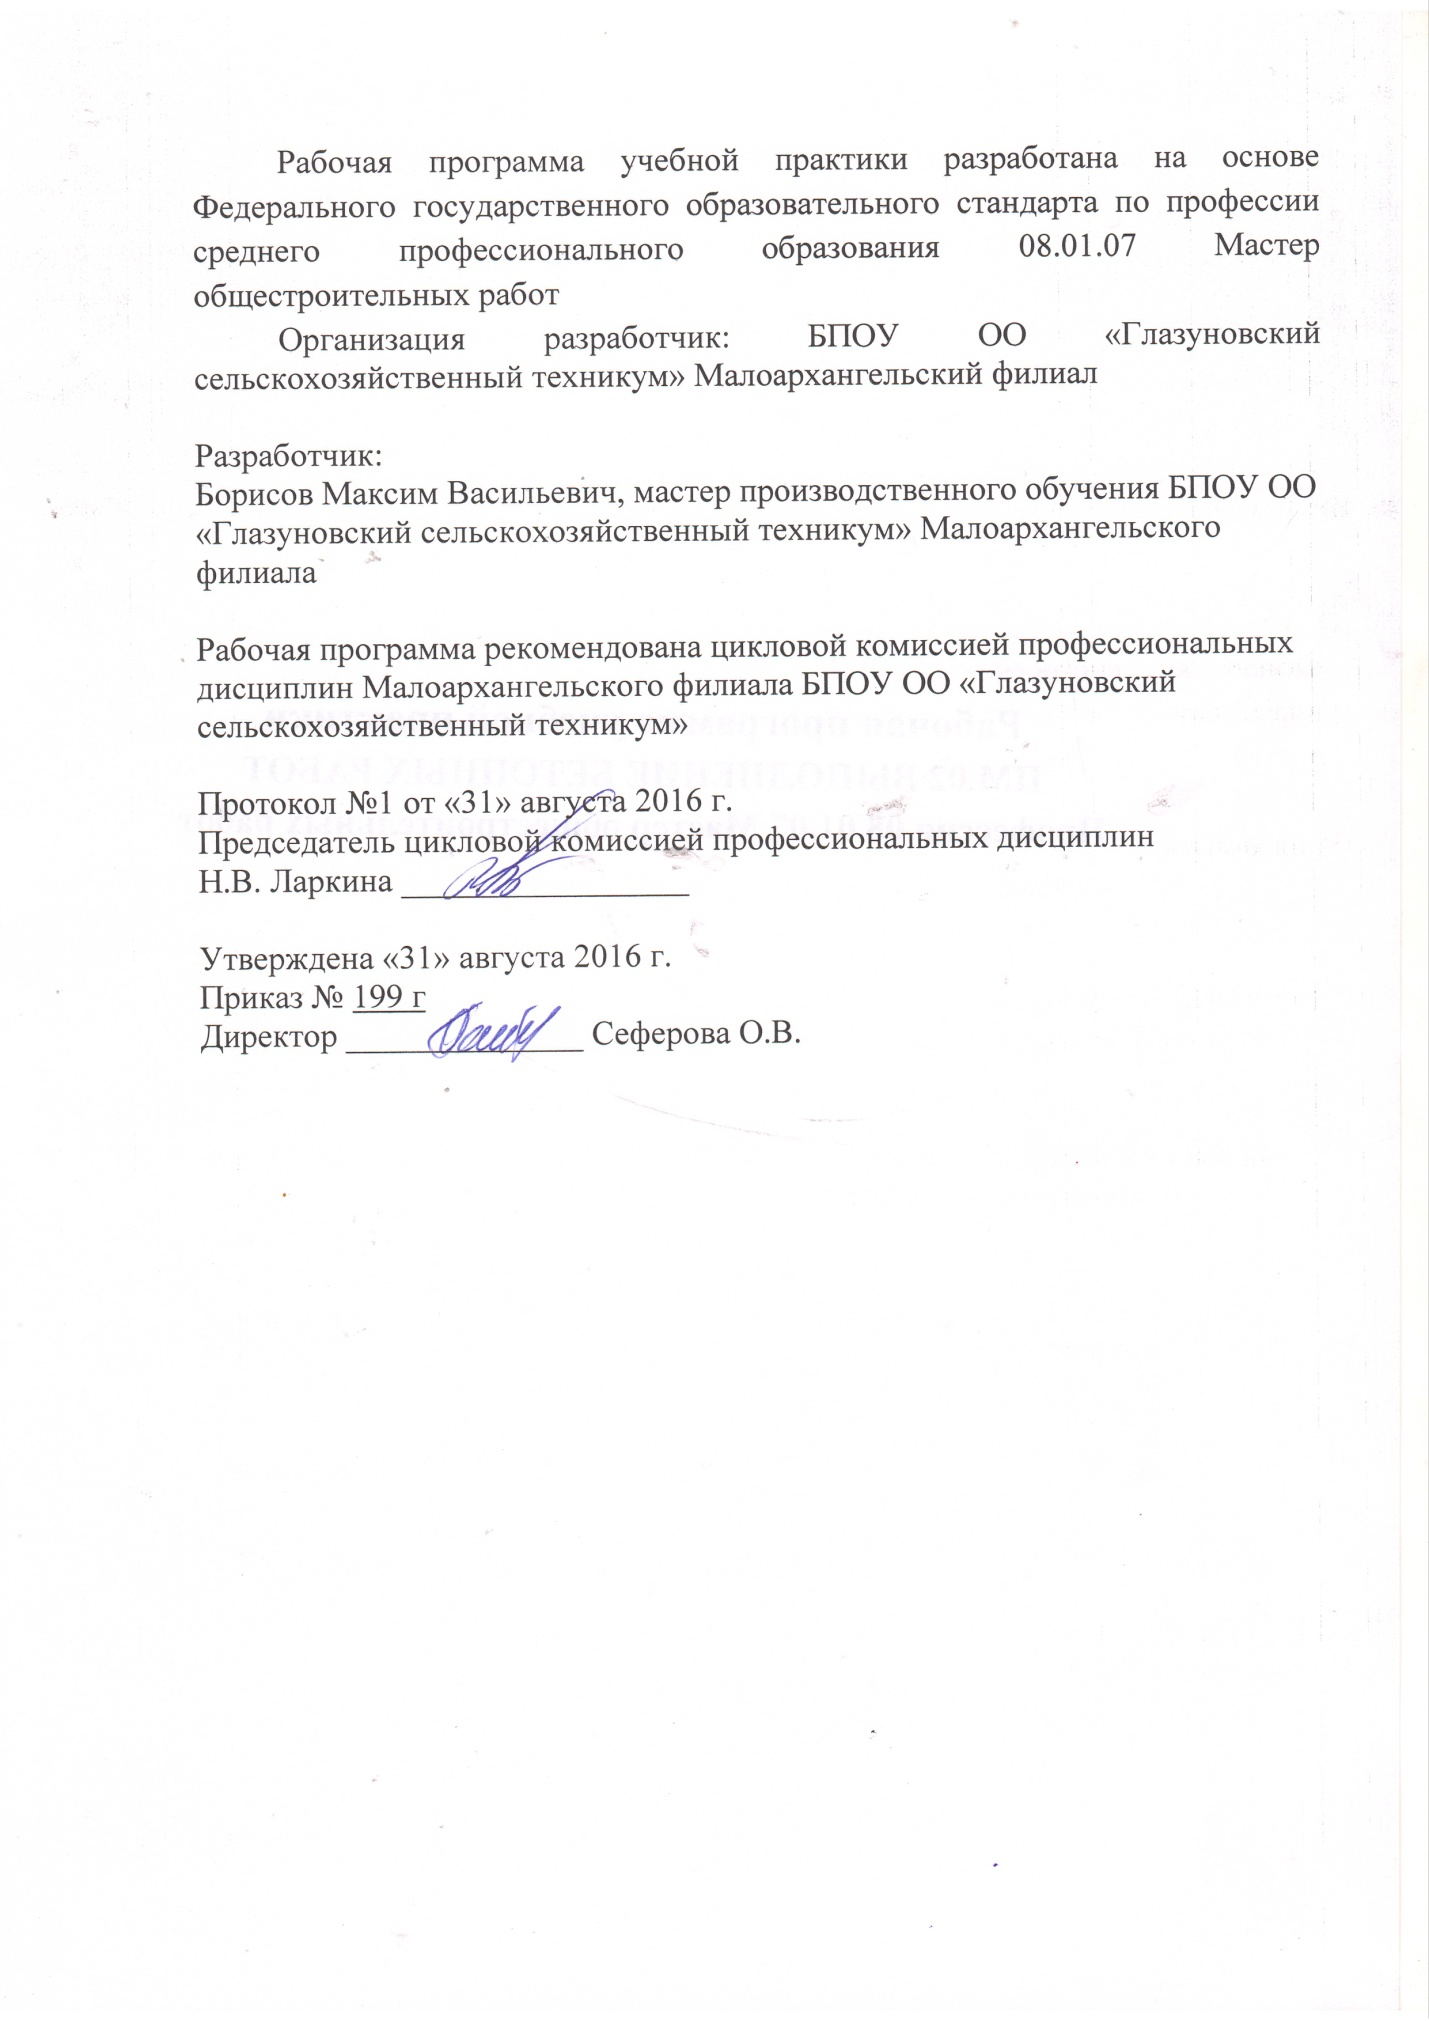 Рабочая программа учебной практики разработана на основе
Федерального государственного образовательного стандарта по профессии
среднего профессионального образования 08.01.07 Мастер
общестроительных работ
Организация разработчик: БПОУ ОО «Глазуновский
сельскохозяйственный техникум» Малоархангельский филиал
Разработчик:
Борисов Максим Васильевич, мастер производственного обучения БПОУ ОО
«Глазуновский сельскохозяйственный техникум» Малоархангельского
филиала
Рабочая программа рекомендована цикловой комиссией профессиональных
дисциплин Малоархангельского филиала БПОУ ОО «Глазуновский
сельскохозяйственный техникум»
Протокол №1 от «31» августа 2016 г.
Председатель цикловой комиссией профессиональных дисциплин
Н.В. Ларкина
Утверждена «31» августа 2016 г.
Приказ № 199 г
Директор Сеферова О.В.